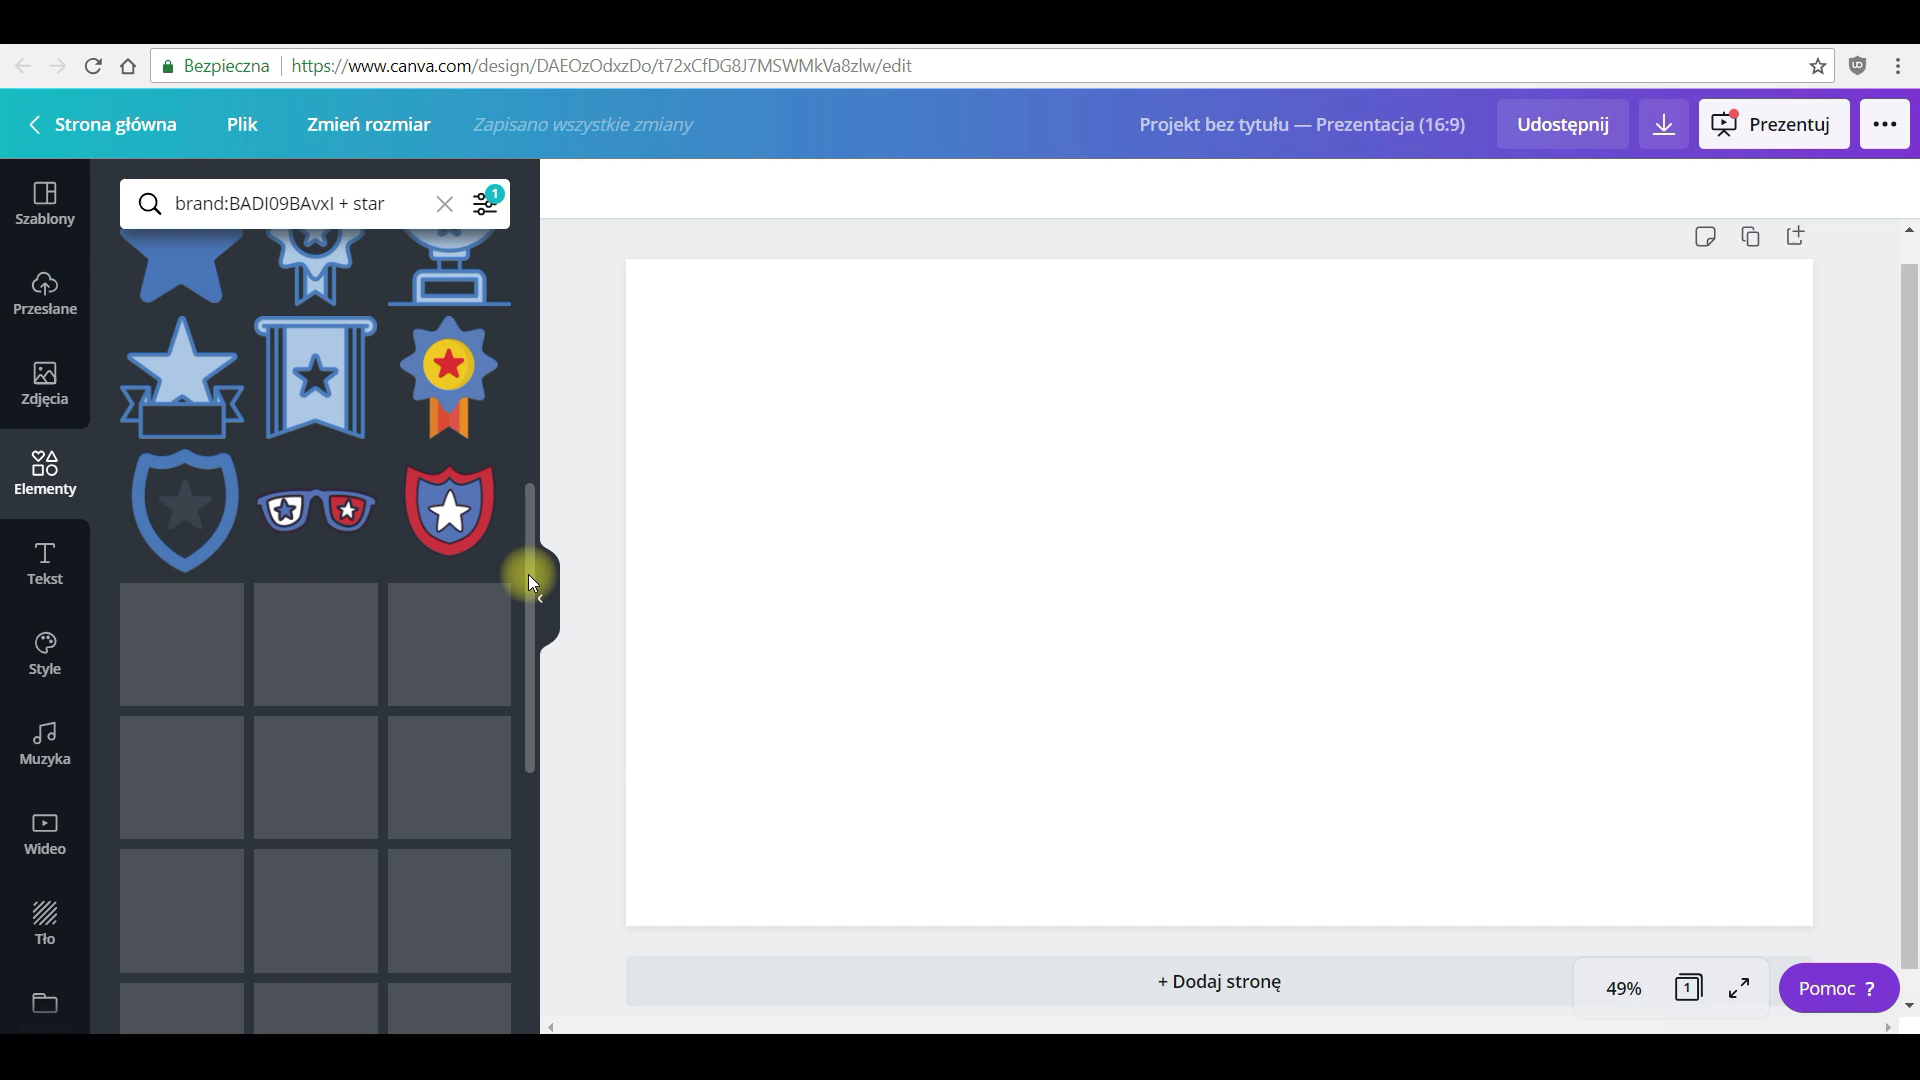 Bezpieczna https://www.canva.com/design/DAEOzOdxzDo/t72xCfDG8J7MSWMkVa8zlw/edit
Strona główna Plik Zmień rozmiar Zapisano wszystkie zmiany Projekt bez tytułu — Prezentacja (16:9) Udostępnij Prezentuj
brand:BADI09BAvxI + star 1
Szablony
Przesłane
Zdjęcia
Elementy
Tekst
Style
Muzyka
Wideo
Tło
+ Dodaj stronę
49% 1 Pomoc ?